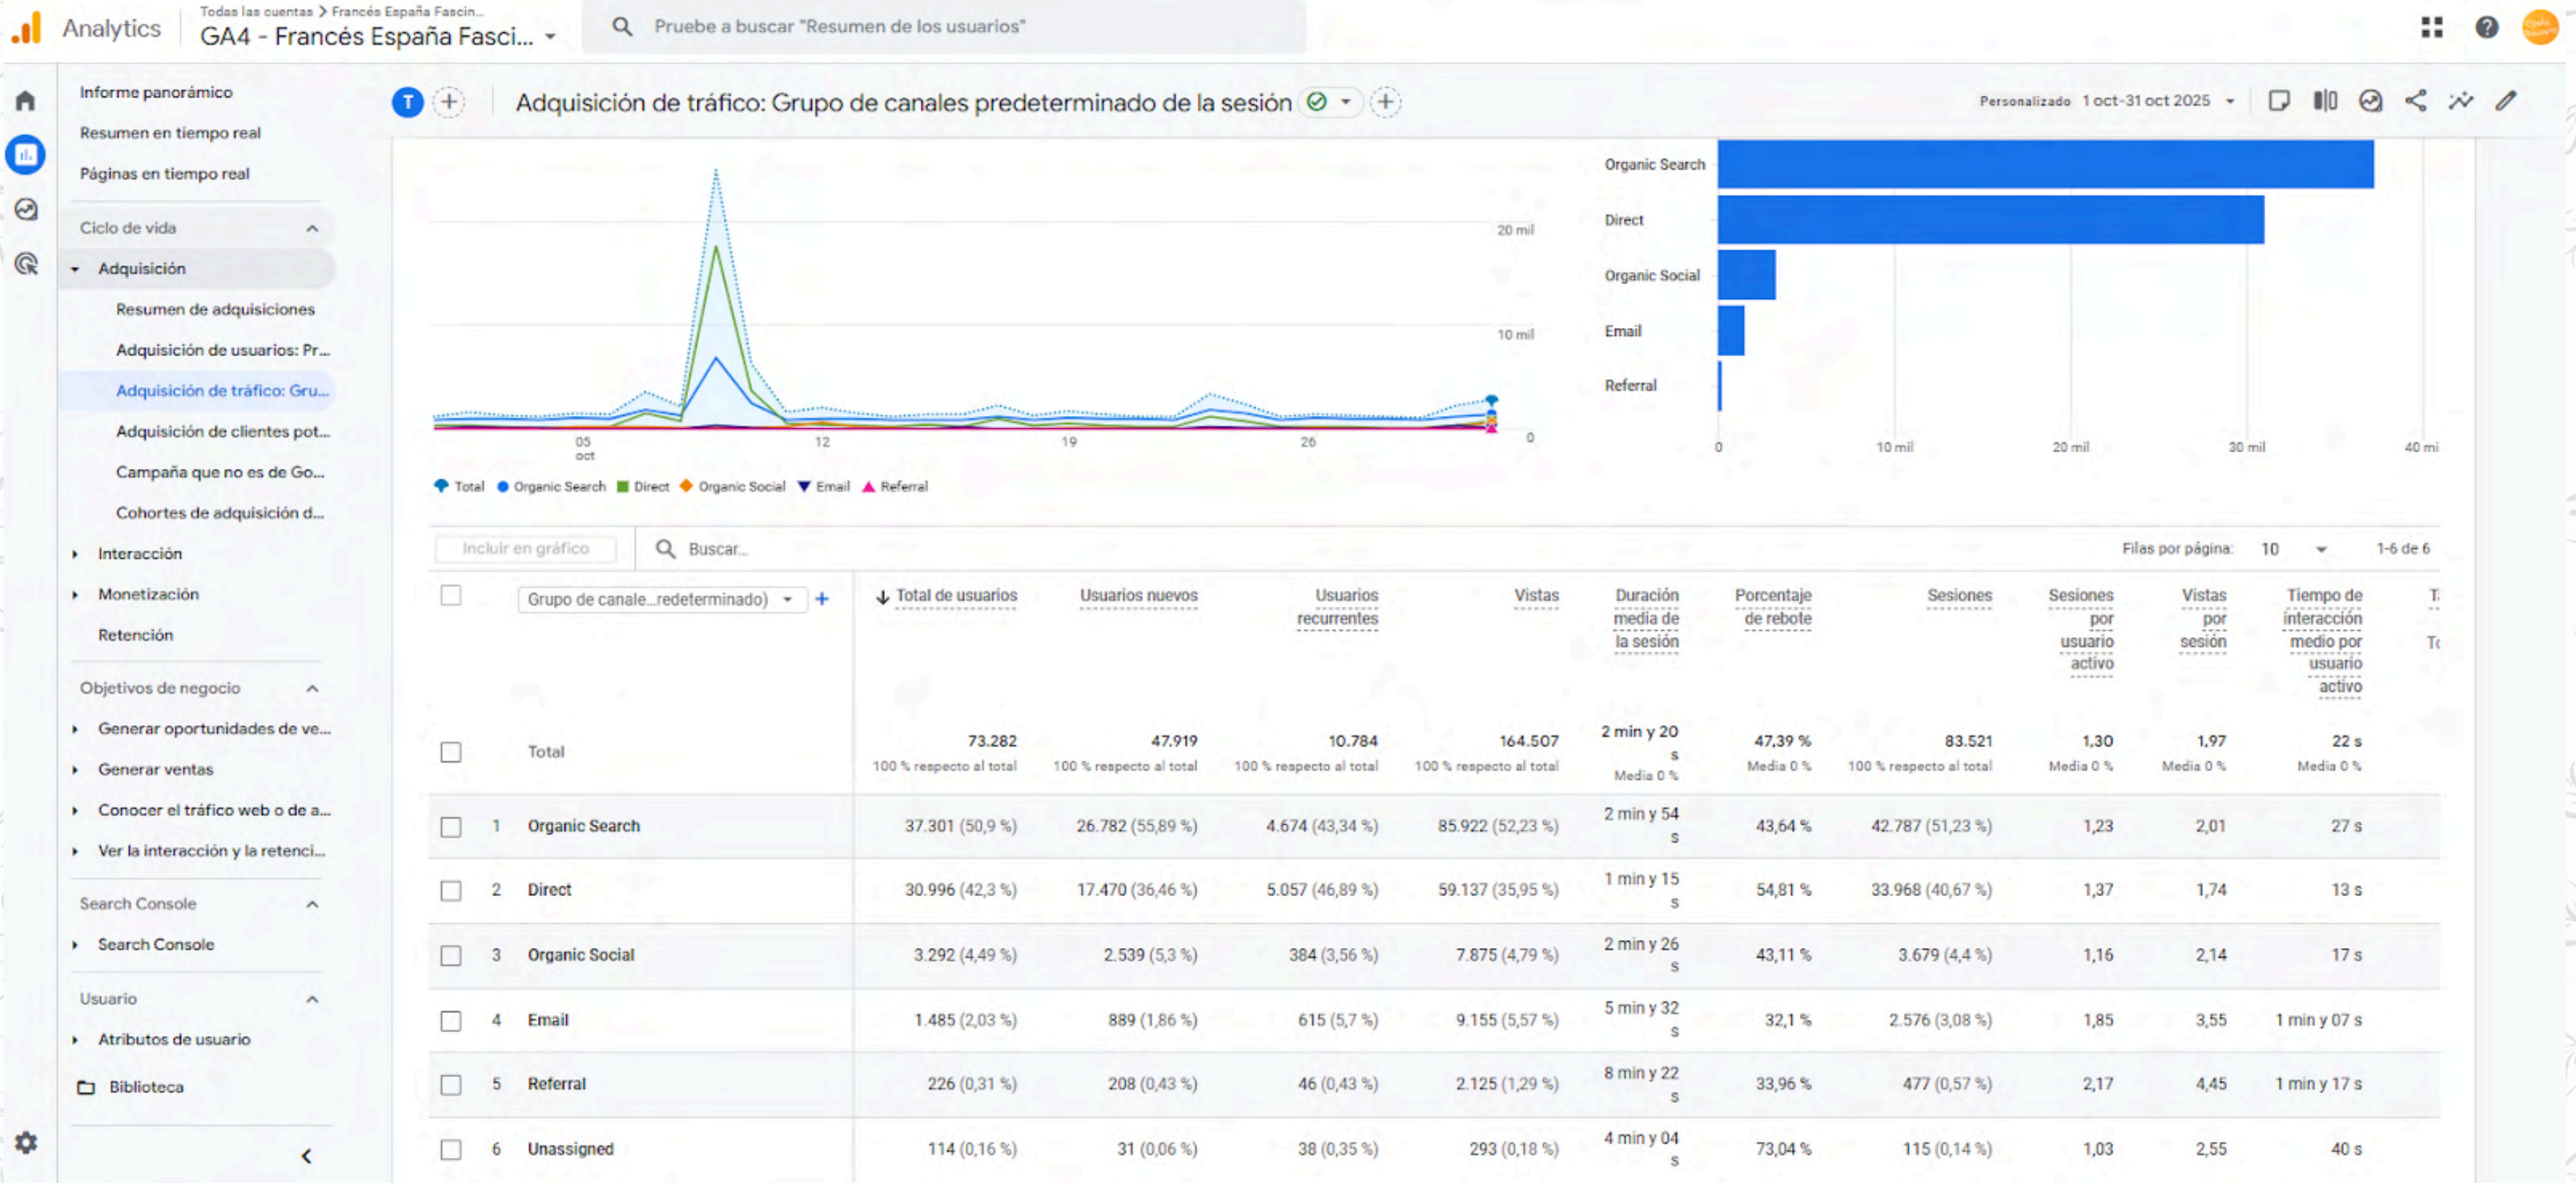 Analytics
Todas las cuentas > Francés España Fascin...
GA4 - Francés España Fasci...
Pruebe a buscar "Resumen de los usuarios"
Informe panorámico
Resumen en tiempo real
Páginas en tiempo real
Ciclo de vida
Adquisición
Resumen de adquisiciones
Adquisición de usuarios: Pr...
Adquisición de tráfico: Gru...
Adquisición de clientes pot...
Campaña que no es de Go...
Cohortes de adquisición d...
Interacción
Monetización
Retención
Objetivos de negocio
Generar oportunidades de ve...
Generar ventas
Conocer el tráfico web o de a...
Ver la interacción y la retenci...
Search Console
Search Console
Usuario
Atributos de usuario
Biblioteca
T
Adquisición de tráfico: Grupo de canales predeterminado de la sesión
Personalizado 1 oct-31 oct 2025
20 mil
10 mil
0
05
oct
12
19
26
Total Organic Search Direct Organic Social Email Referral
Organic Search
Direct
Organic Social
Email
Referral
0 10 mil 20 mil 30 mil 40 mi
Incluir en gráfico
Buscar...
Filas por página: 10 1-6 de 6
Grupo de canale...redeterminado)
Total de usuarios
Usuarios nuevos
Usuarios
recurrentes
Vistas
Duración
media de
la sesión
Porcentaje
de rebote
Sesiones
Sesiones
por
usuario
activo
Vistas
por
sesión
Tiempo de
interacción
medio por
usuario
activo
Total 73.282 47.919 10.784 164.507 2 min y 20 s 47,39 % 83.521 1,30 1,97 22 s
100 % respecto al total 100 % respecto al total 100 % respecto al total 100 % respecto al total Media 0 % Media 0 % 100 % respecto al total Media 0 % Media 0 % Media 0 %
1 Organic Search 37.301 (50,9 %) 26.782 (55,89 %) 4.674 (43,34 %) 85.922 (52,23 %) 2 min y 54 s 43,64 % 42.787 (51,23 %) 1,23 2,01 27 s
2 Direct 30.996 (42,3 %) 17.470 (36,46 %) 5.057 (46,89 %) 59.137 (35,95 %) 1 min y 15 s 54,81 % 33.968 (40,67 %) 1,37 1,74 13 s
3 Organic Social 3.292 (4,49 %) 2.539 (5,3 %) 384 (3,56 %) 7.875 (4,79 %) 2 min y 26 s 43,11 % 3.679 (4,4 %) 1,16 2,14 17 s
4 Email 1.485 (2,03 %) 889 (1,86 %) 615 (5,7 %) 9.155 (5,57 %) 5 min y 32 s 32,1 % 2.576 (3,08 %) 1,85 3,55 1 min y 07 s
5 Referral 226 (0,31 %) 208 (0,43 %) 46 (0,43 %) 2.125 (1,29 %) 8 min y 22 s 33,96 % 477 (0,57 %) 2,17 4,45 1 min y 17 s
6 Unassigned 114 (0,16 %) 31 (0,06 %) 38 (0,35 %) 293 (0,18 %) 4 min y 04 s 73,04 % 115 (0,14 %) 1,03 2,55 40 s